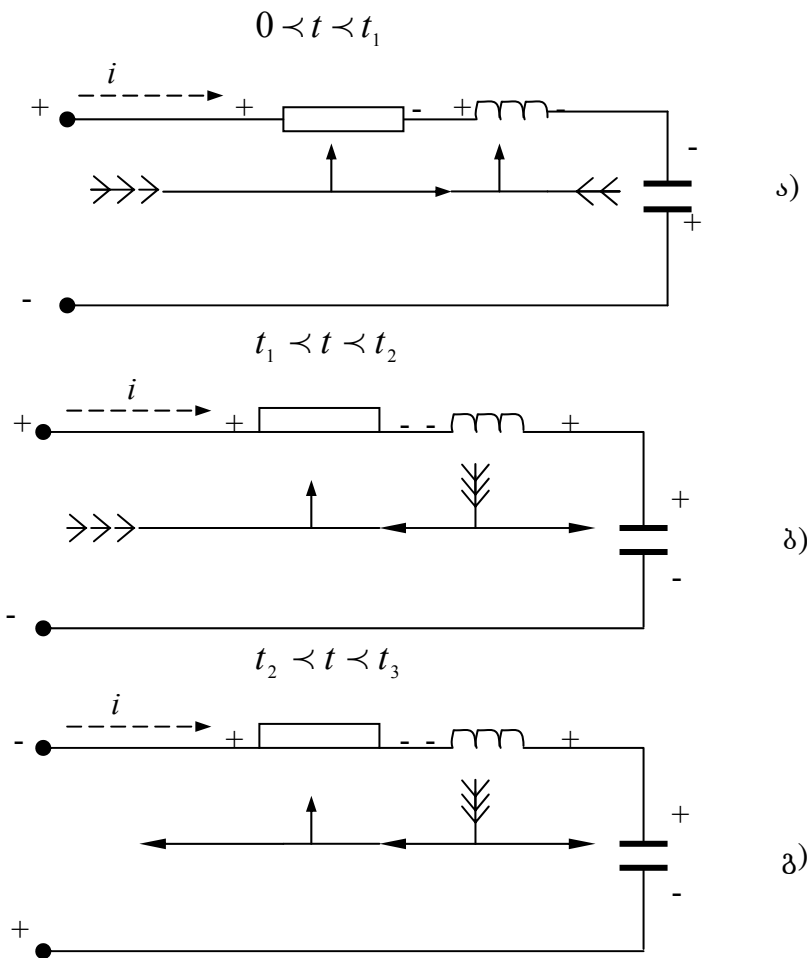 0 ≺ t ≺ t₁
i
+ + - + -
-
ა)
+
-
t₁ ≺ t ≺ t₂
i
+ + - - +
+
ბ)
-
-
t₂ ≺ t ≺ t₃
i
- + - - +
+
გ)
-
+